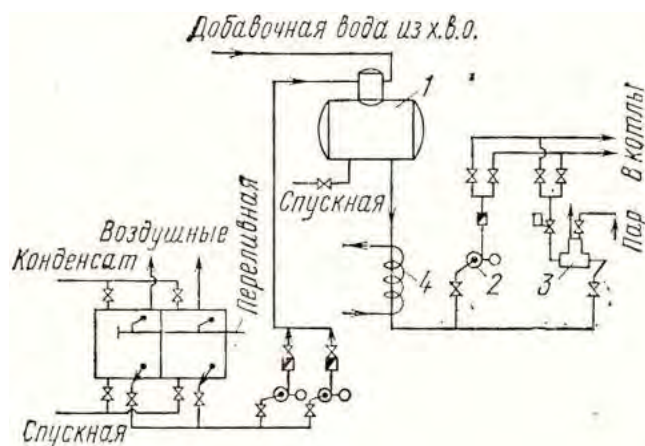 Добавочная вода из х.в.о.
1
В котлы
Спускная
Переливная
Воздушные
Конденсат
Пар
4
2
3
Спускная